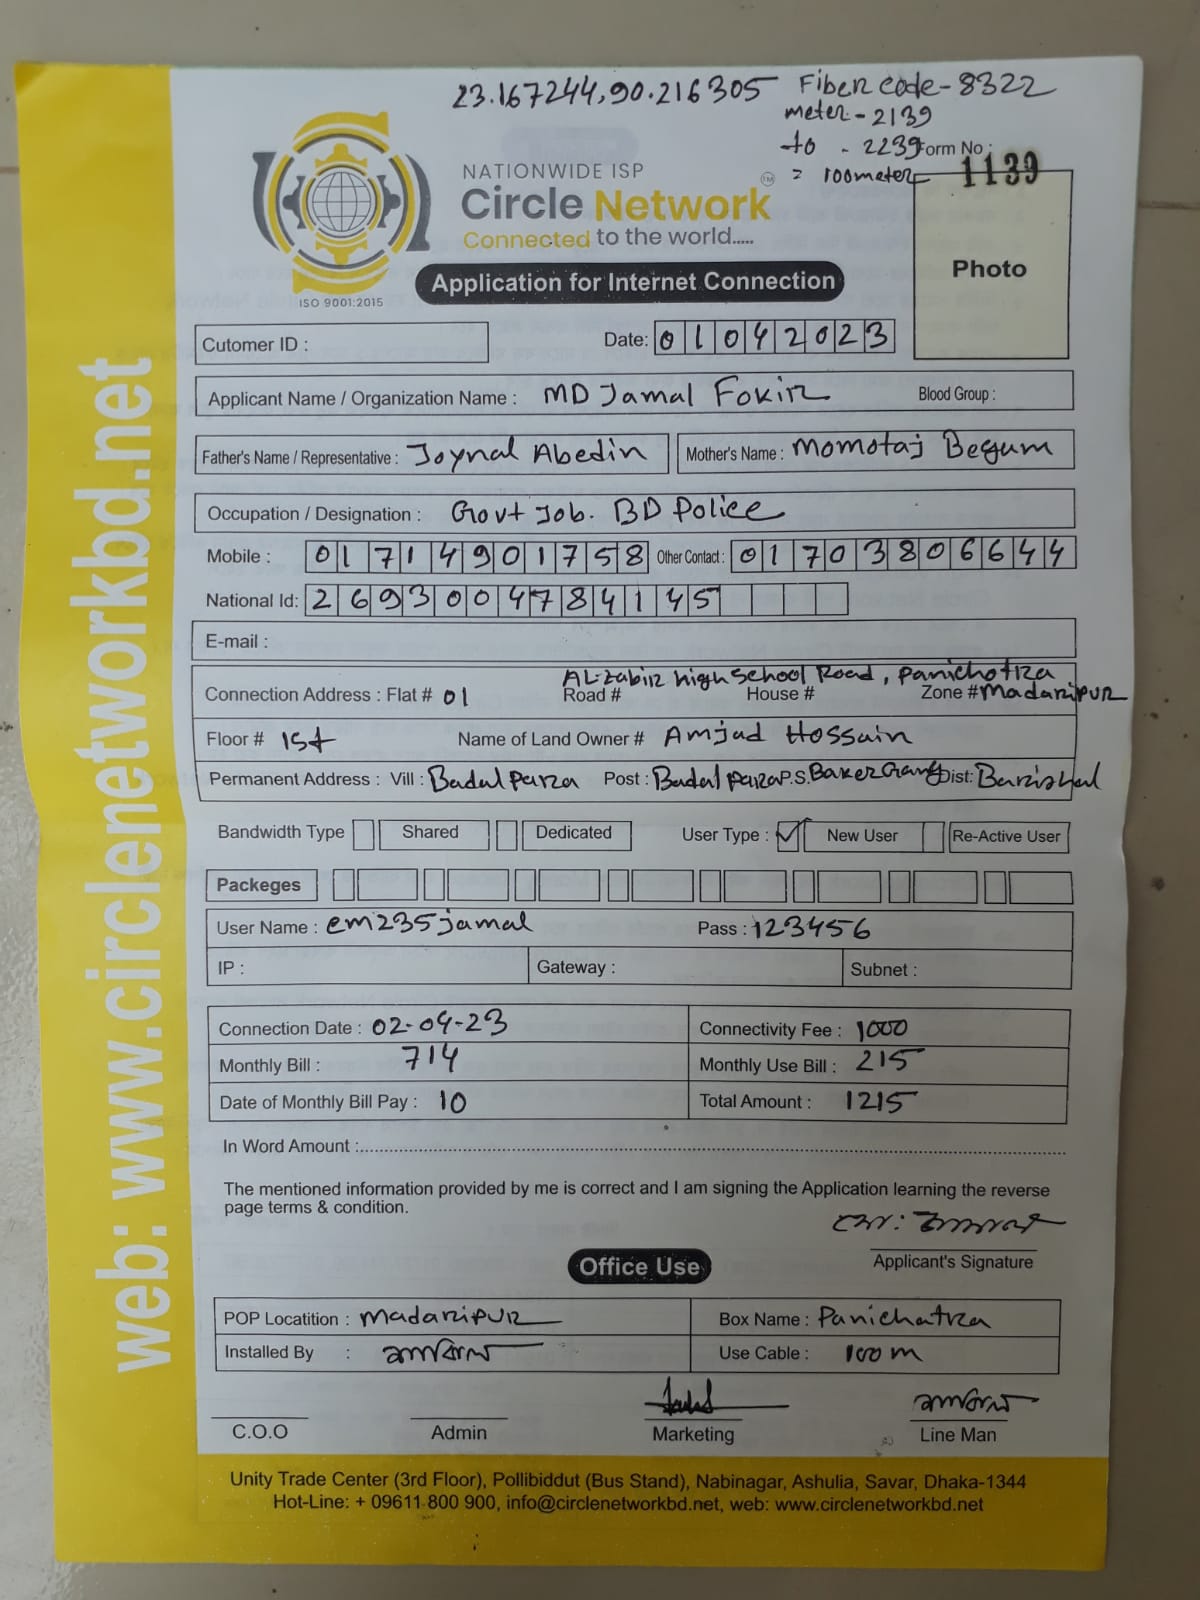 23.167244,90.216305 Fiber code-8322
meter:-2139
to - 2239
= 100meter
Form No :
1139
NATIONWIDE ISP
Circle Network TM
Connected to the world.....
ISO 9001:2015
Application for Internet Connection
Photo
Cutomer ID :
Date: 01042023
Applicant Name / Organization Name : MD Jamal Fokir Blood Group :
Father's Name / Representative : Joynal Abedin Mother's Name : Momotaj Begum
Occupation / Designation : Govt Job. BD Police
Mobile : 01714901758 Other Contact : 01703806644
National Id: 2693004784145
E-mail :
AL-zabir high School Road, Panichotra
Connection Address : Flat # 01 Road # House # Zone # Madaripur
Floor # 1st Name of Land Owner # Amjad Hossain
Permanent Address : Vill : Badalpara Post : Badalpara P.S. BakerGang Dist: Barishal
Bandwidth Type Shared Dedicated User Type : ✓ New User Re-Active User
Packeges
User Name : em235jamal Pass : 123456
IP : Gateway : Subnet :
Connection Date : 02-04-23 Connectivity Fee : 1000
Monthly Bill : 714 Monthly Use Bill : 215
Date of Monthly Bill Pay : 10 Total Amount : 1215
In Word Amount :
The mentioned information provided by me is correct and I am signing the Application learning the reverse
page terms & condition.
Applicant's Signature
Office Use
POP Locatition : Madaripur Box Name : Panichatra
Installed By : Use Cable : 100 m
C.O.O Admin Marketing Line Man
Unity Trade Center (3rd Floor), Pollibiddut (Bus Stand), Nabinagar, Ashulia, Savar, Dhaka-1344
Hot-Line: + 09611 800 900, info@circlenetworkbd.net, web: www.circlenetworkbd.net
web: www.circlenetworkbd.net